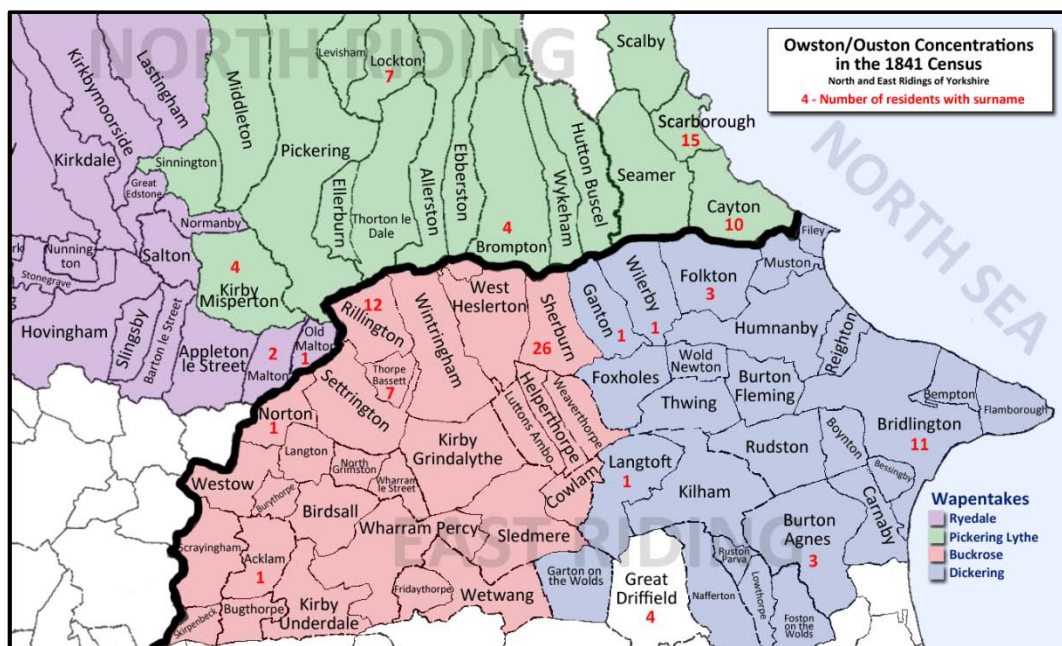 NORTH RIDING
Owston/Ouston Concentrations
in the 1841 Census
North and East Ridings of Yorkshire
4 - Number of residents with surname
NORTH SEA
Kirkbymoorside
Lastingham
Kirkdale
Middleton
Levisham
Lockton
7
Scalby
Scarborough
15
Sinnington
Great
Edstone
Pickering
Ellerburn
Thorton le
Dale
Allerston
Ebberston
4
Brompton
Wykeham
Hutton Buscel
Seamer
Cayton
10
Normanby
Nunning-
ton
Stonegrave
Salton
4
Kirby
Misperton
Hovingham
Slingsby
Barton le Street
Appleton
le Street
2
Malton
Old
Malton
1
12
Rillington
Wintringham
West
Heslerton
Sherburn
26
Ganton
1
Wilerby
1
Folkton
3
Muston
Filey
Humnanby
Reighton
Thorpe
Bassett
7
Settrington
Norton
1
Foxholes
Wold
Newton
Burton
Fleming
Thwing
Bempton
Flamborough
Bridlington
11
Luttons Ambo
Helperthorpe
Weaverthorpe
Langton
North
Grimston
Wharram
le Street
Kirby
Grindalythe
Cowlam
Langtoft
1
Rudston
Boynton
Bessingby
Westow
Burythorpe
Birdsall
Kilham
Carnaby
Wharam Percy
EAST RIDING
Sledmere
Burton
Agnes
3
Scrayingham
Acklam
1
Skirpenbeck
Bugthorpe
Kirby
Underdale
Fridaythorpe
Wetwang
Garton on
the Wolds
Great
Driffield
4
Nafferton
Ruston
Parva
Lowthorpe
Foston on
the Wolds
Wapentakes
Ryedale
Pickering Lythe
Buckrose
Dickering